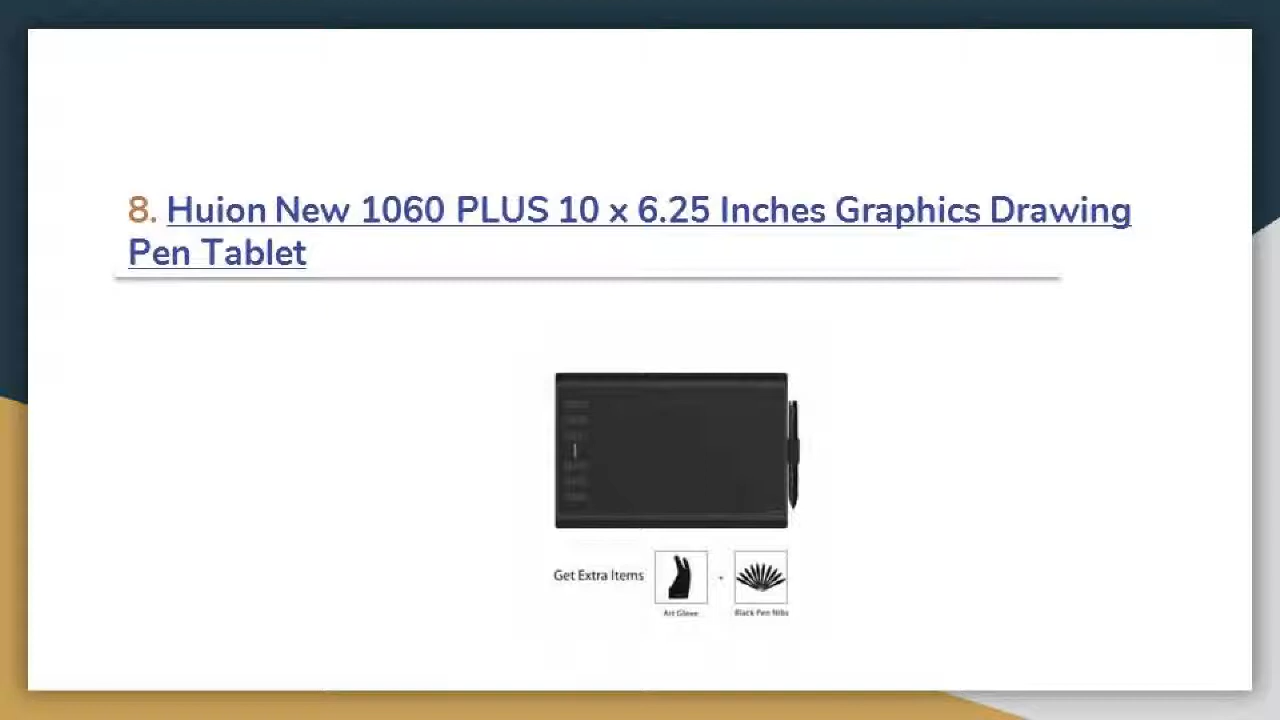 8. Huion New 1060 PLUS 10 x 6.25 Inches Graphics Drawing
Pen Tablet
Get Extra Items
Art Glove
Black Pen Nibs